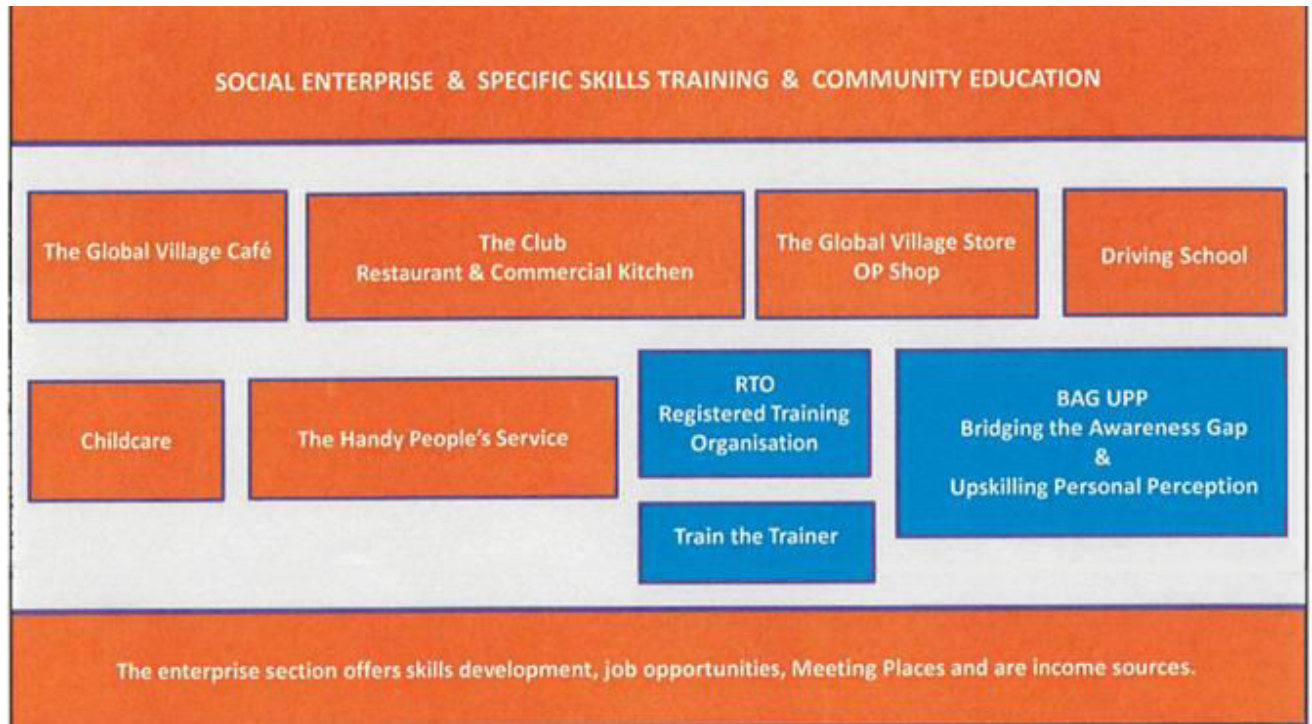 SOCIAL ENTERPRISE & SPECIFIC SKILLS TRAINING & COMMUNITY EDUCATION
The Global Village Café
The Club
Restaurant & Commercial Kitchen
The Global Village Store
OP Shop
Driving School
Childcare
The Handy People's Service
RTO
Registered Training
Organisation
Train the Trainer
BAG UPP
Bridging the Awareness Gap
&
Upskilling Personal Perception
The enterprise section offers skills development, job opportunities, Meeting Places and are income sources.